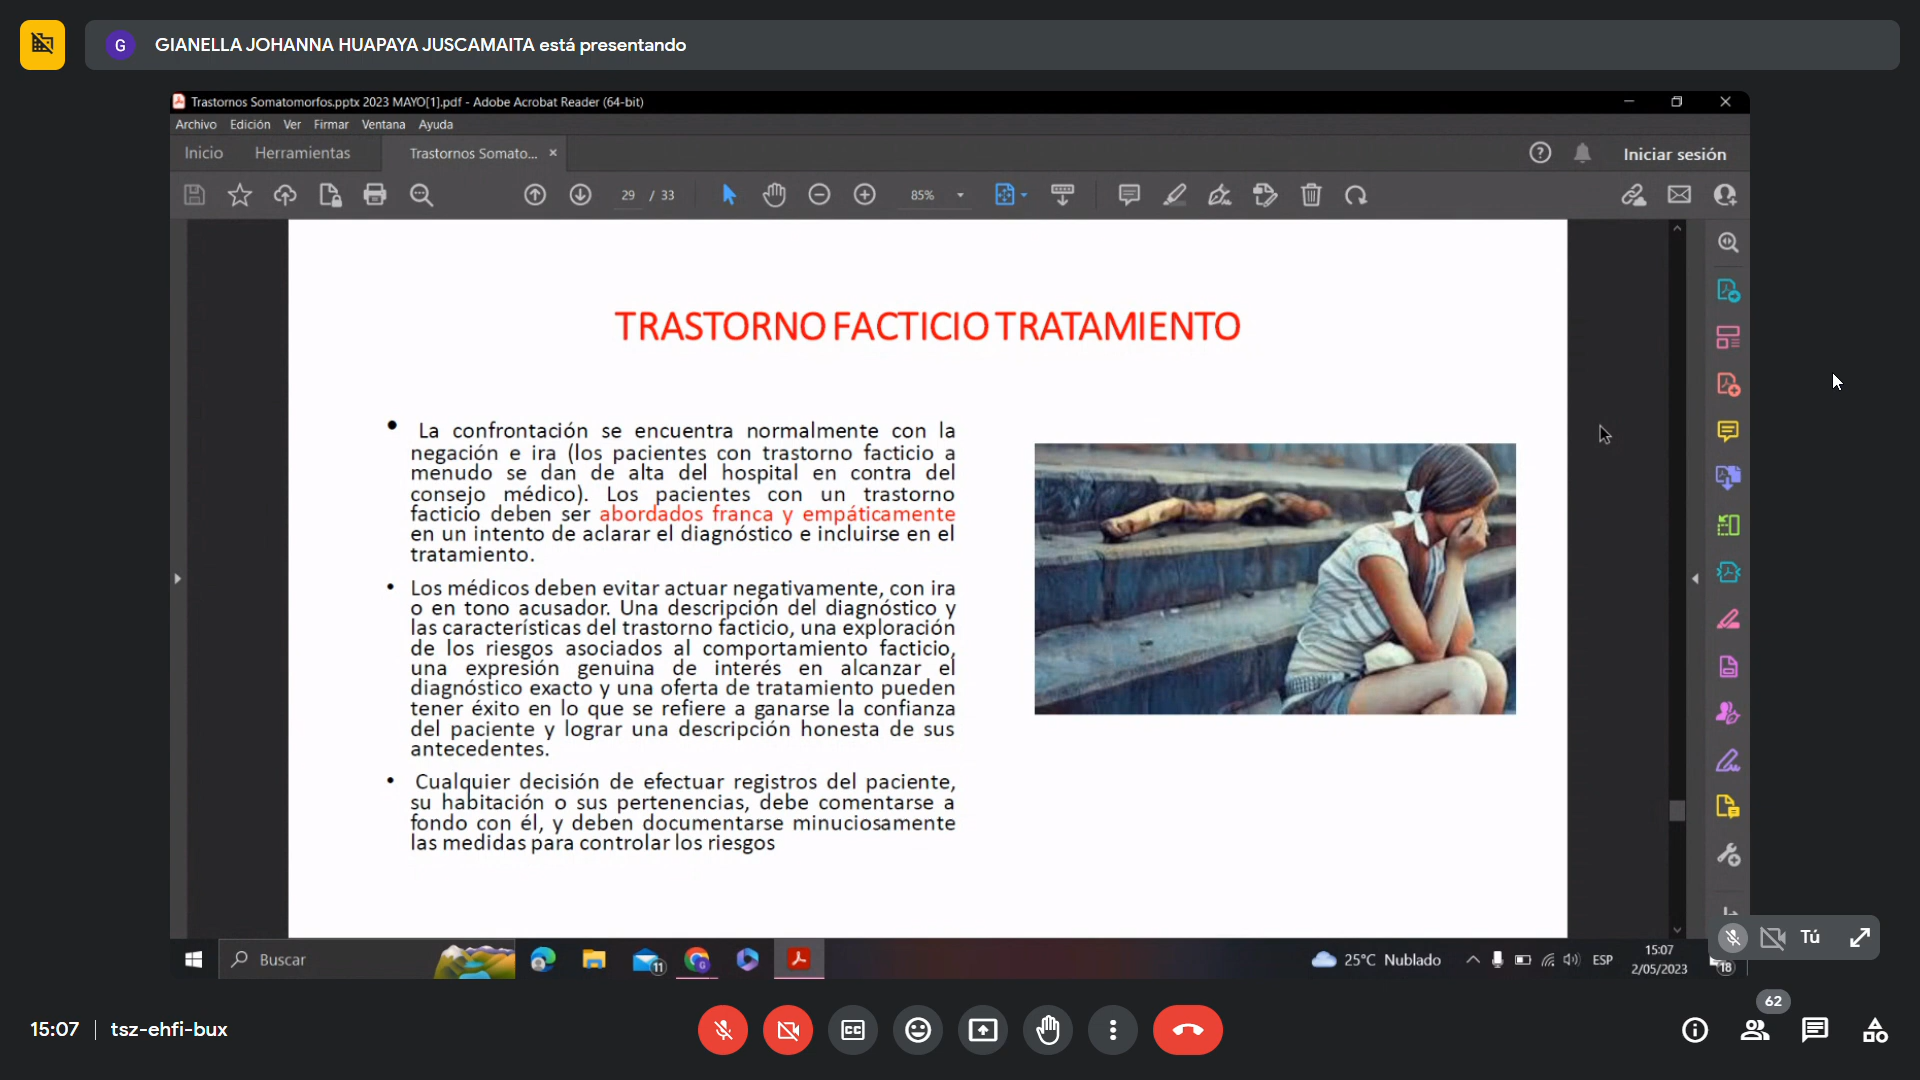 G GIANELLA JOHANNA HUAPAYA JUSCAMAITA está presentando
Trastornos Somatomorfos.pptx 2023 MAYO[1].pdf - Adobe Acrobat Reader (64-bit)
Archivo Edición Ver Firmar Ventana Ayuda
Inicio Herramientas Trastornos Somato... × Iniciar sesión
29 / 33 85%
TRASTORNO FACTICIO TRATAMIENTO
• La confrontación se encuentra normalmente con la
negación e ira (los pacientes con trastorno facticio a
menudo se dan de alta del hospital en contra del
consejo médico). Los pacientes con un trastorno
facticio deben ser abordados franca y empáticamente
en un intento de aclarar el diagnóstico e incluirse en el
tratamiento.
• Los médicos deben evitar actuar negativamente, con ira
o en tono acusador. Una descripción del diagnóstico y
las características del trastorno facticio, una exploración
de los riesgos asociados al comportamiento facticio,
una expresión genuina de interés en alcanzar el
diagnóstico exacto y una oferta de tratamiento pueden
tener éxito en lo que se refiere a ganarse la confianza
del paciente y lograr una descripción honesta de sus
antecedentes.
• Cualquier decisión de efectuar registros del paciente,
su habitación o sus pertenencias, debe comentarse a
fondo con él, y deben documentarse minuciosamente
las medidas para controlar los riesgos
Tú
Buscar 11 G 25°C Nublado ESP 15:07
2/05/2023 18
62
15:07 | tsz-ehfi-bux CC